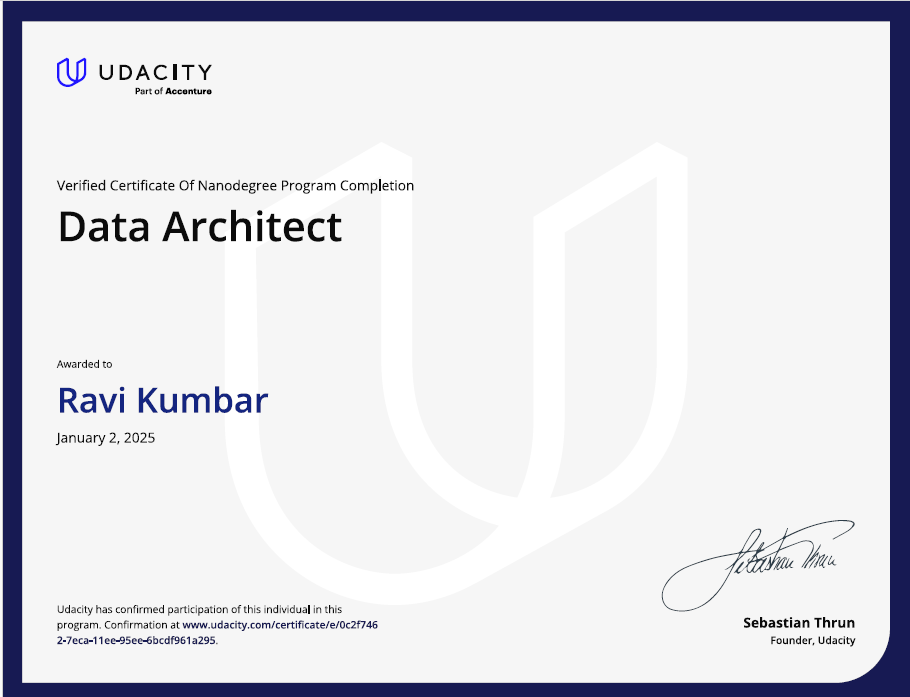 UDACITY
Part of Accenture
Verified Certificate Of Nanodegree Program Completion
Data Architect
Awarded to
Ravi Kumbar
January 2, 2025
Udacity has confirmed participation of this individual in this
program. Confirmation at www.udacity.com/certificate/e/0c2f746
2-7eca-11ee-95ee-6bcdf961a295.
Sebastian Thrun
Sebastian Thrun
Founder, Udacity